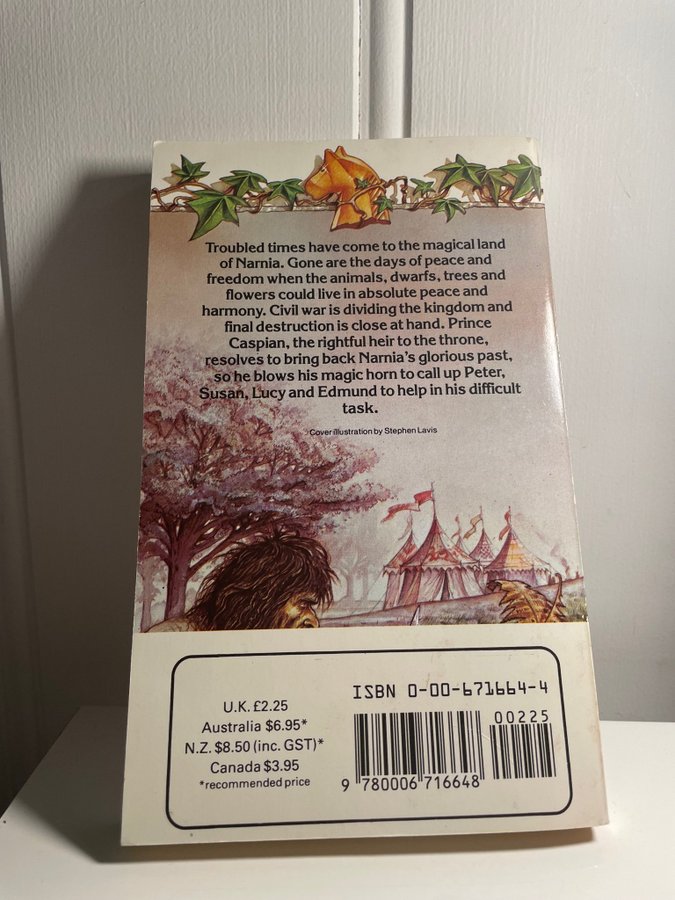 Troubled times have come to the magical land
of Narnia. Gone are the days of peace and
freedom when the animals, dwarfs, trees and
flowers could live in absolute peace and
harmony. Civil war is dividing the kingdom and
final destruction is close at hand. Prince
Caspian, the rightful heir to the throne,
resolves to bring back Narnia's glorious past,
so he blows his magic horn to call up Peter,
Susan, Lucy and Edmund to help in his difficult
task.
Cover illustration by Stephen Lavis
U.K. £2.25
Australia $6.95*
N.Z. $8.50 (inc. GST)*
Canada $3.95
*recommended price
ISBN 0-00-671664-4
00225
9 780006 716648